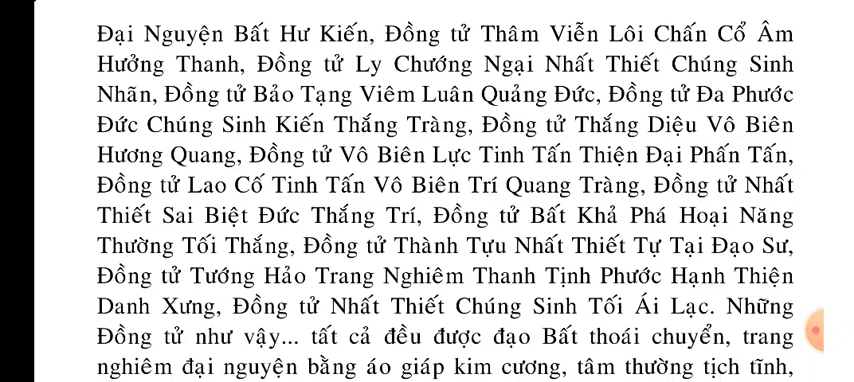 Đại Nguyện Bất Hư Kiến, Đồng tử Thâm Viễn Lôi Chấn Cổ Âm
Hưởng Thanh, Đồng tử Ly Chướng Ngại Nhất Thiết Chúng Sinh
Nhãn, Đồng tử Bảo Tạng Viêm Luân Quảng Đức, Đồng tử Đa Phước
Đức Chúng Sinh Kiến Thắng Tràng, Đồng tử Thắng Diệu Vô Biên
Hương Quang, Đồng tử Vô Biên Lực Tinh Tấn Thiện Đại Phấn Tấn,
Đồng tử Lao Cố Tinh Tấn Vô Biên Trí Quang Tràng, Đồng tử Nhất
Thiết Sai Biệt Đức Thắng Trí, Đồng tử Bất Khả Phá Hoại Năng
Thường Tối Thắng, Đồng tử Thành Tựu Nhất Thiết Tự Tại Đạo Sư,
Đồng tử Tướng Hảo Trang Nghiêm Thanh Tịnh Phước Hạnh Thiện
Danh Xưng, Đồng tử Nhất Thiết Chúng Sinh Tối Ái Lạc. Những
Đồng tử như vậy... tất cả đều được đạo Bất thoái chuyển, trang
nghiêm đại nguyện bằng áo giáp kim cương, tâm thường tịch tĩnh,